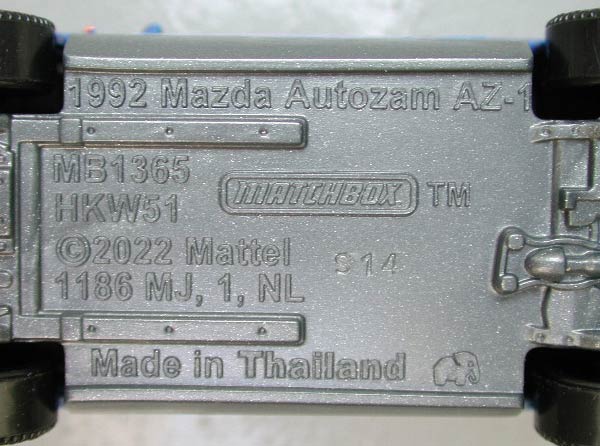 1992 Mazda Autozam AZ-1
MB1365
HKW51
MATCHBOX TM
©2022 Mattel
S14
1186 MJ, 1, NL
Made in Thailand